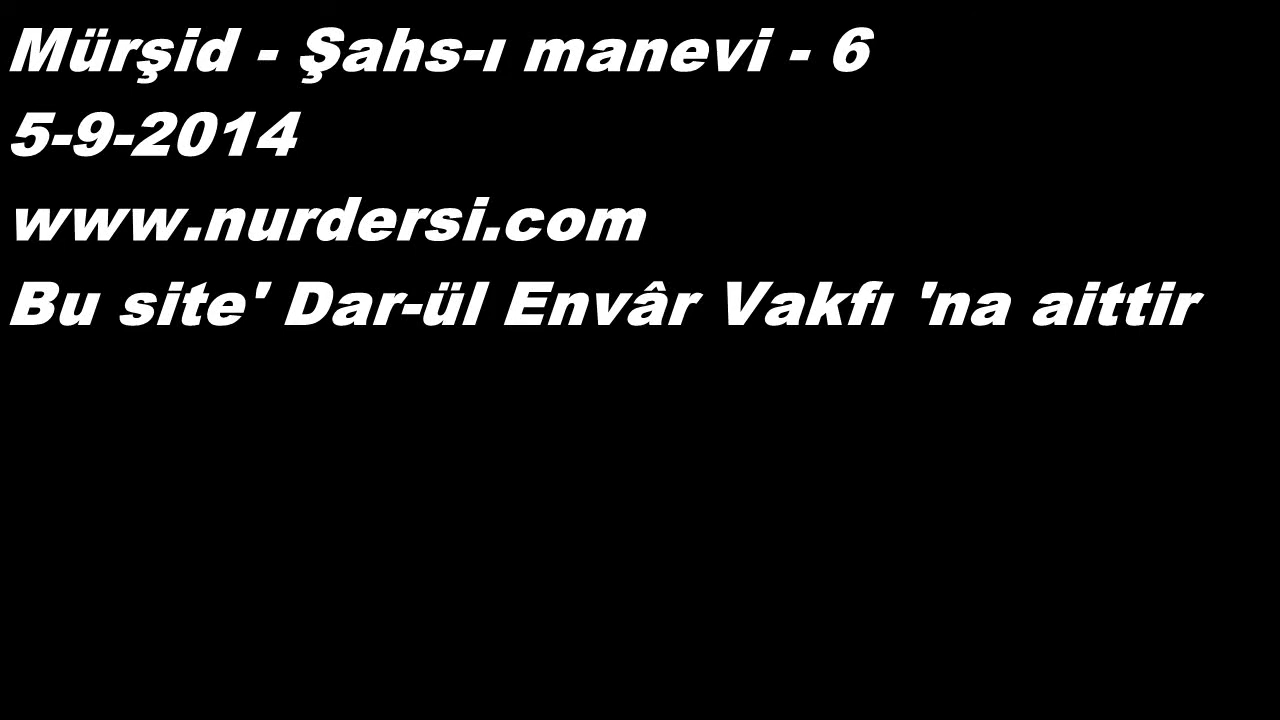 Mürşid - Şahs-ı manevi - 6
5-9-2014
www.nurdersi.com
Bu site' Dar-ül Envâr Vakfı 'na aittir